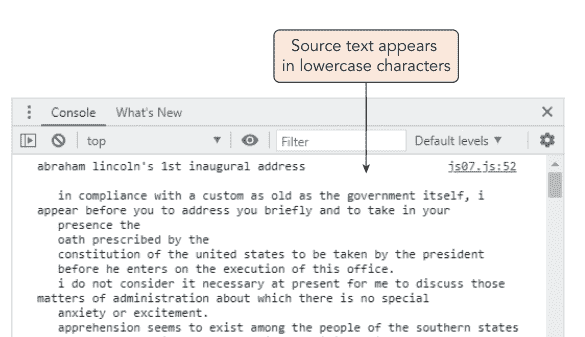 Source text appears
in lowercase characters
Console What's New
top Filter Default levels
abraham lincoln's 1st inaugural address js07.js:52
in compliance with a custom as old as the government itself, i
appear before you to address you briefly and to take in your
presence the
oath prescribed by the
constitution of the united states to be taken by the president
before he enters on the execution of this office.
i do not consider it necessary at present for me to discuss those
matters of administration about which there is no special
anxiety or excitement.
apprehension seems to exist among the people of the southern states